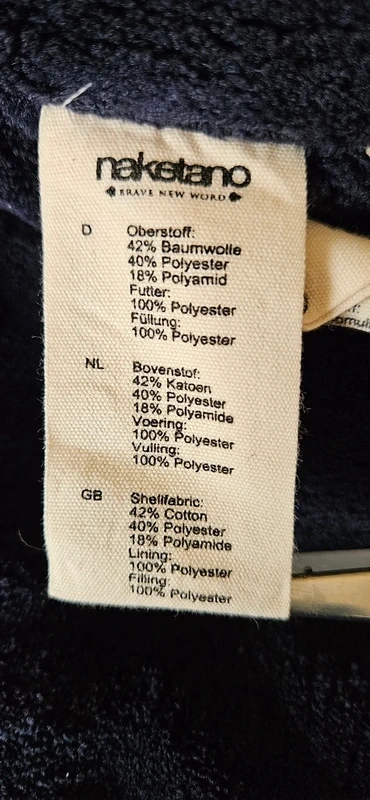 naketano
BRAVE NEW WORD
D Oberstoff:
42% Baumwolle
40% Polyester
18% Polyamid
Futter:
100% Polyester
Füllung:
100% Polyester
NL Bovenstof:
42% Katoen
40% Polyester
18% Polyamide
Voering:
100% Polyester
Vulling:
100% Polyester
GB Shellfabric:
42% Cotton
40% Polyester
18% Polyamide
Lining:
100% Polyester
Filling:
100% Polyester